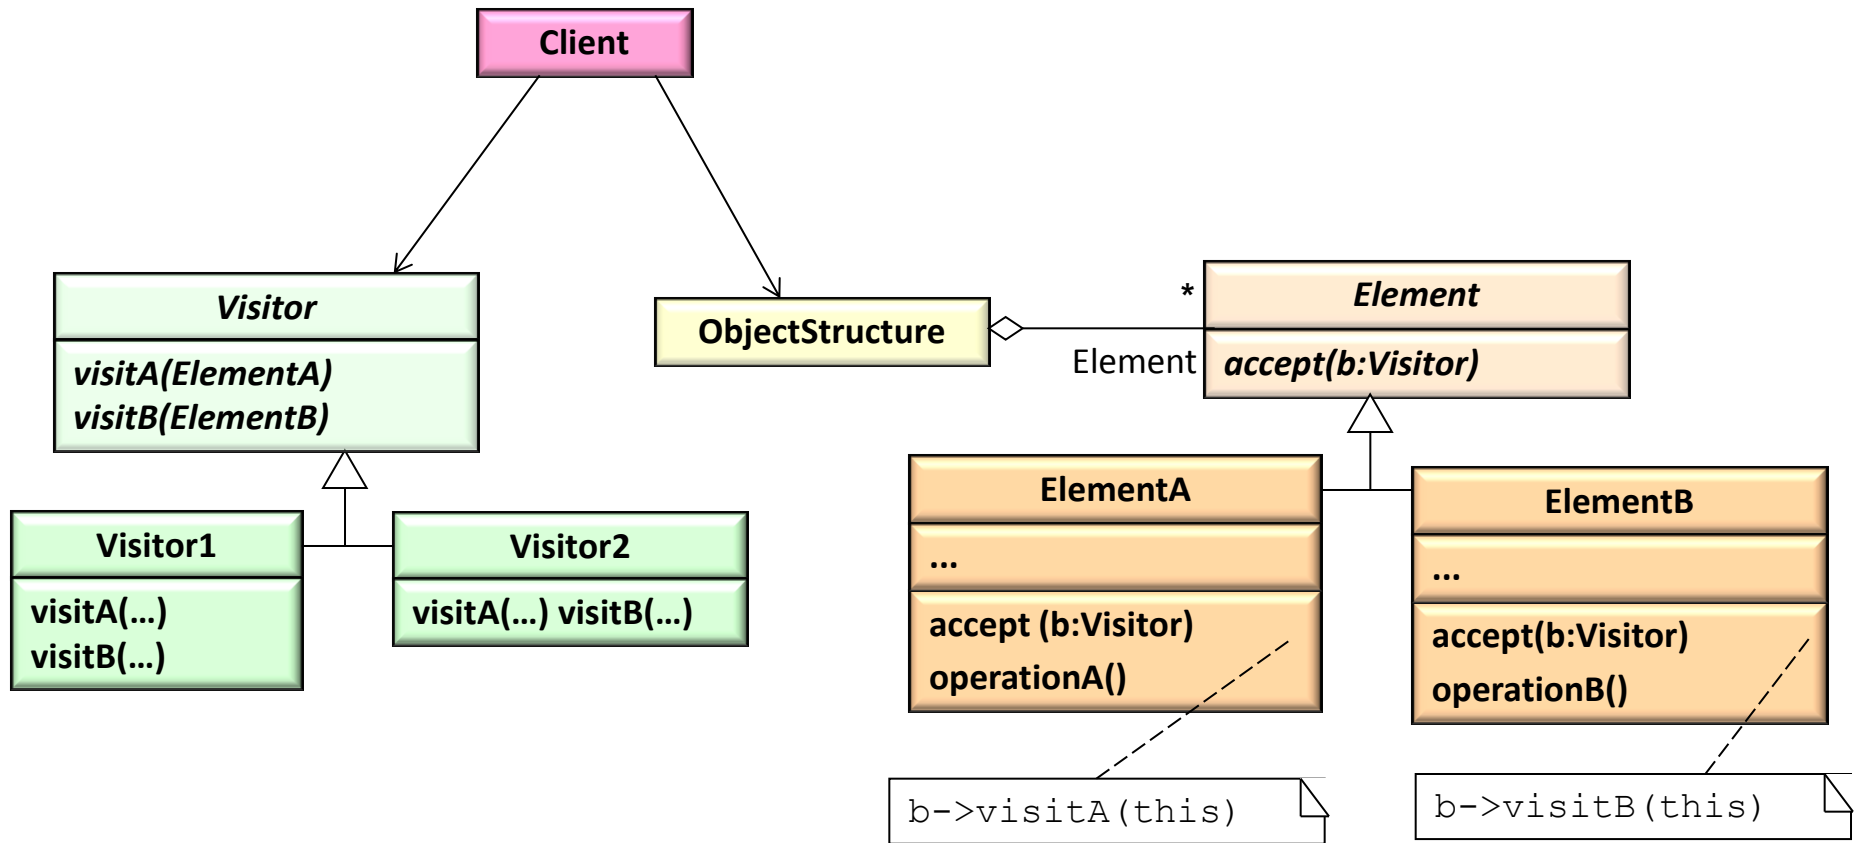 Client
Visitor
visitA(ElementA)
visitB(ElementB)
Visitor1
visitA(...)
visitB(...)
Visitor2
visitA(...) visitB(...)
ObjectStructure
*
Element
Element
accept(b:Visitor)
ElementA
...
accept (b:Visitor)
operationA()
b->visitA(this)
ElementB
...
accept(b:Visitor)
operationB()
b->visitB(this)